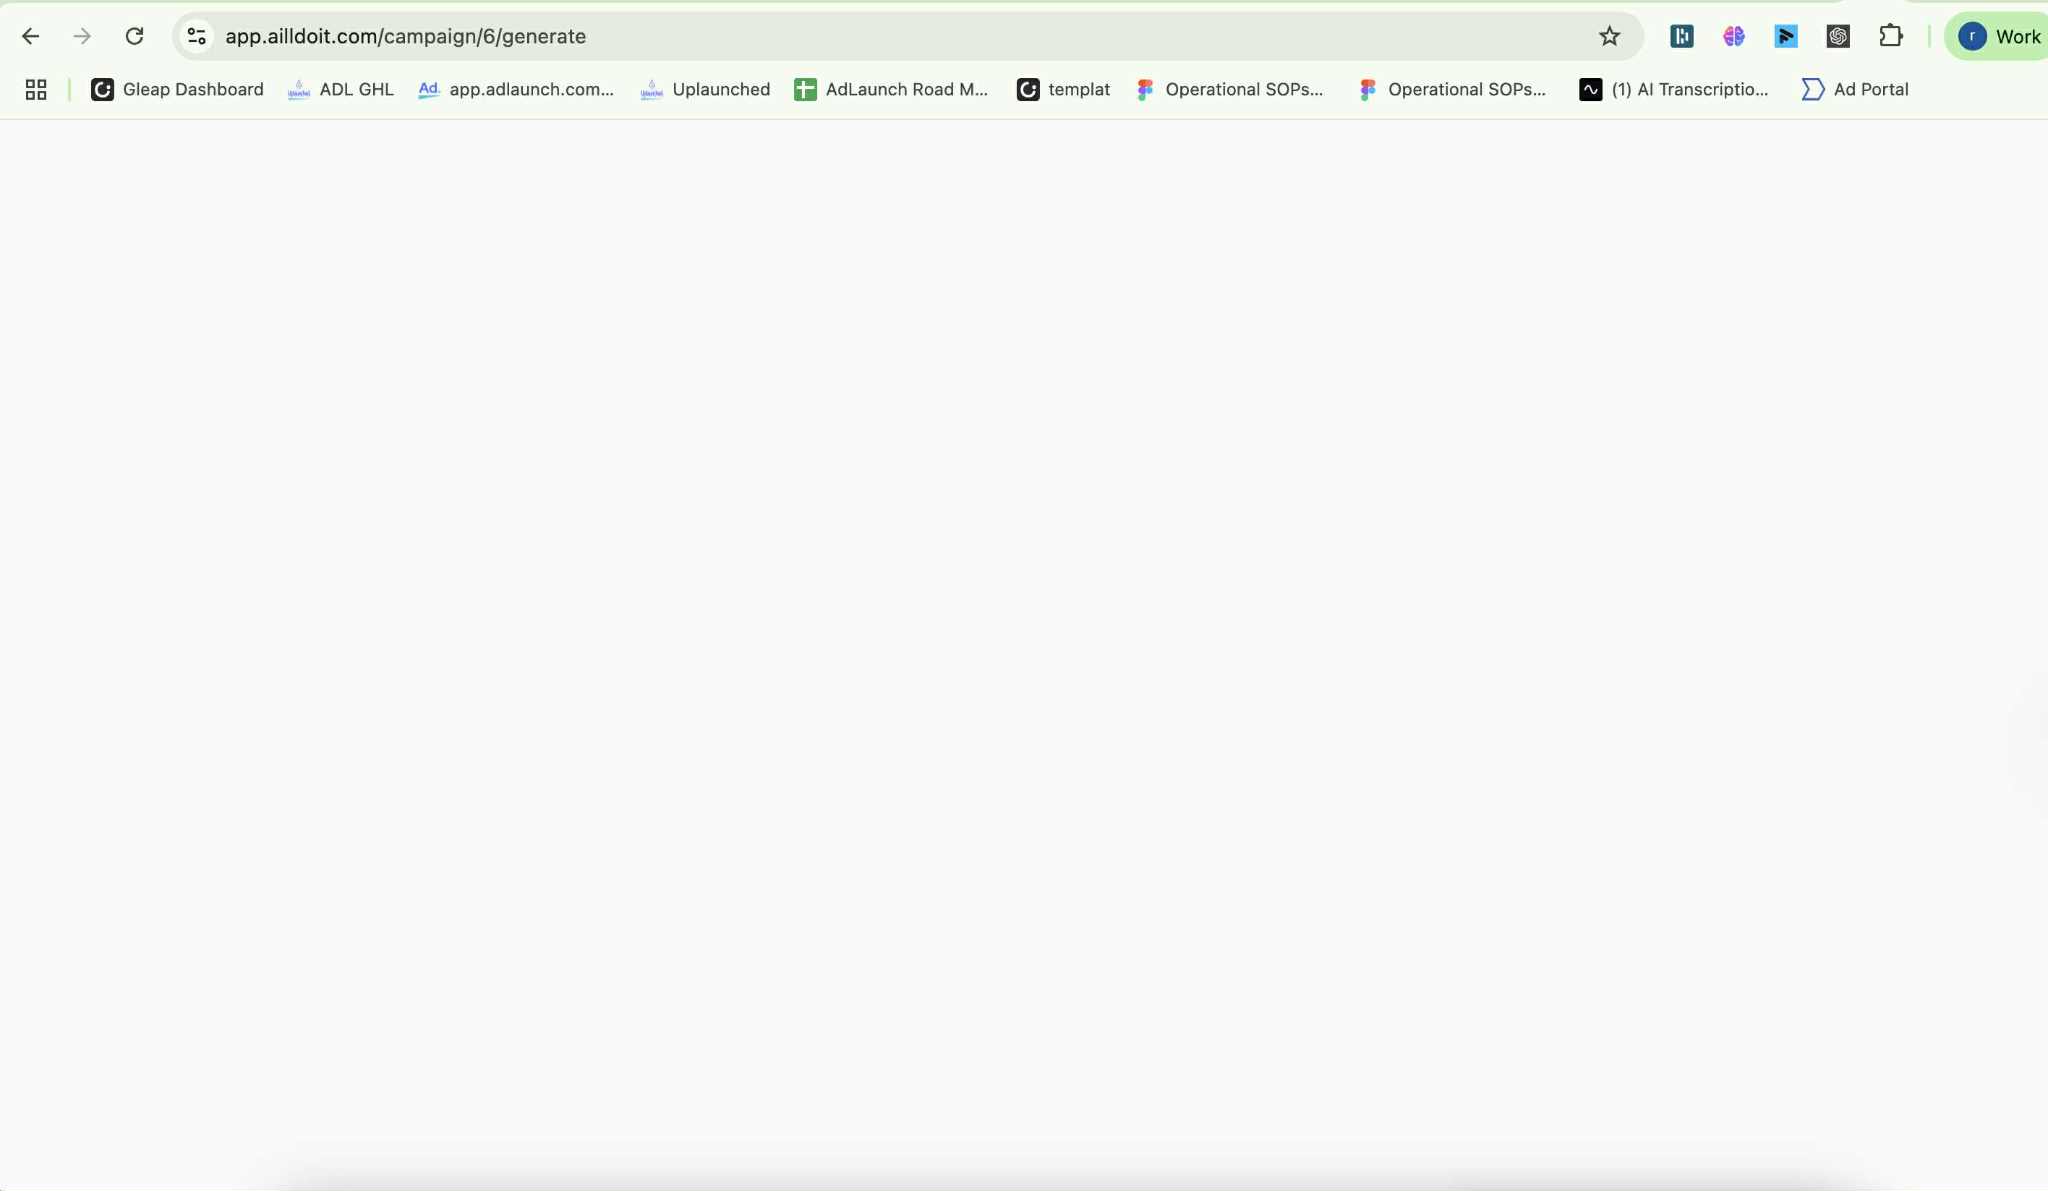 app.ailldoit.com/campaign/6/generate
r Work
Gleap Dashboard ADL GHL Ad. app.adlaunch.com... Uplaunched AdLaunch Road M... templat Operational SOPs... Operational SOPs... (1) AI Transcriptio... Ad Portal